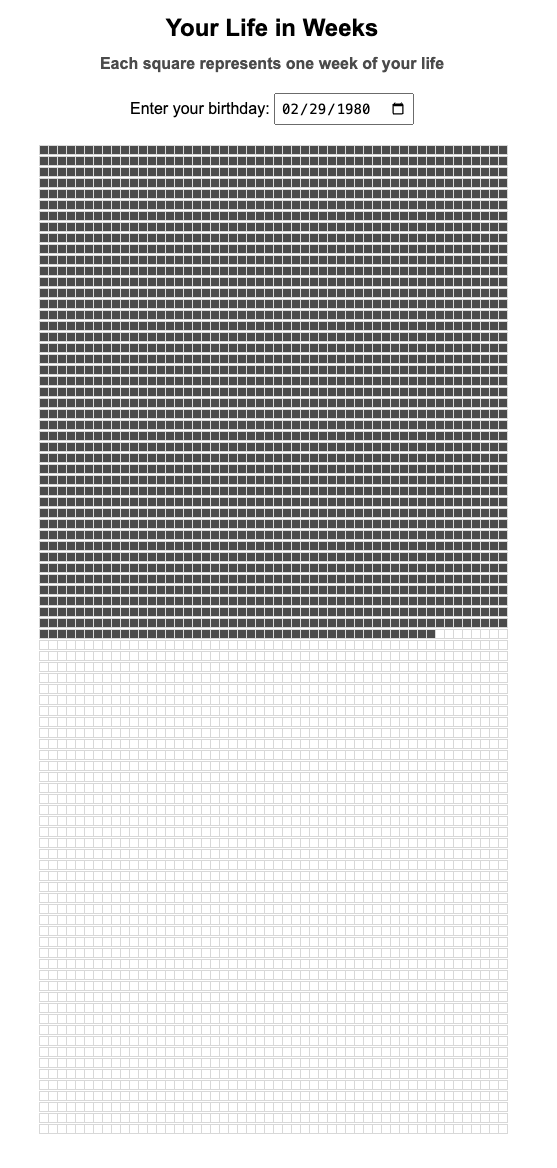 Your Life in Weeks
Each square represents one week of your life
Enter your birthday: 02/29/1980